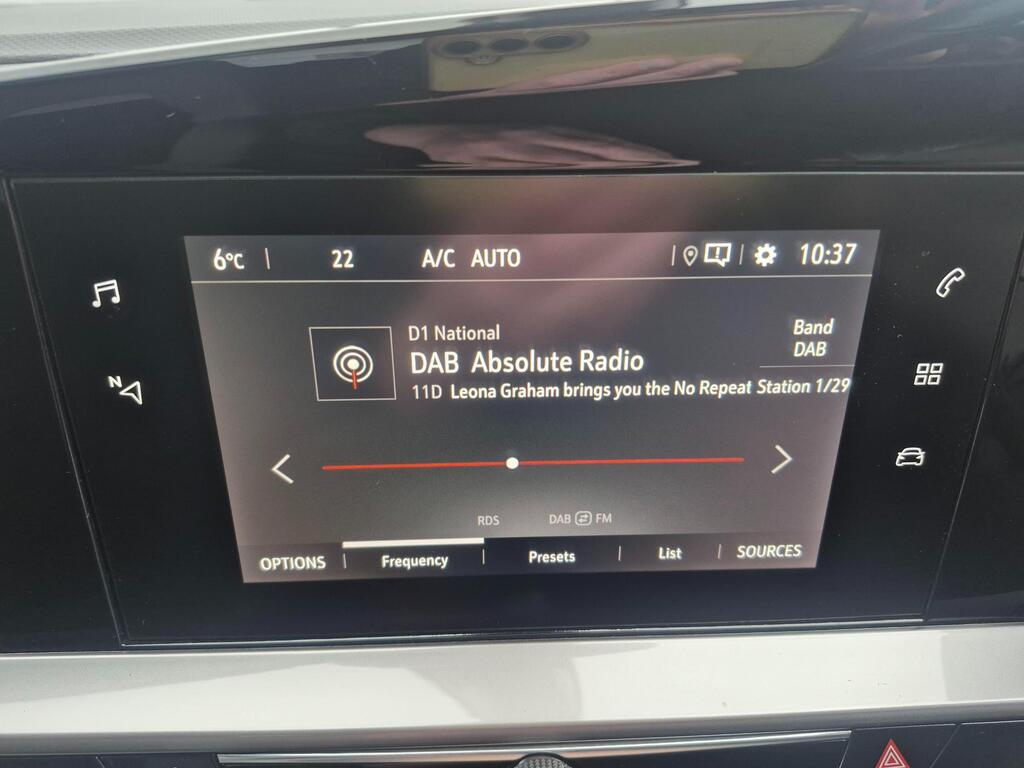 6°C 22 A/C AUTO 10:37
N
D1 National
DAB Absolute Radio
11D Leona Graham brings you the No Repeat Station 1/29
Band
DAB
RDS DAB FM
OPTIONS Frequency Presets List SOURCES